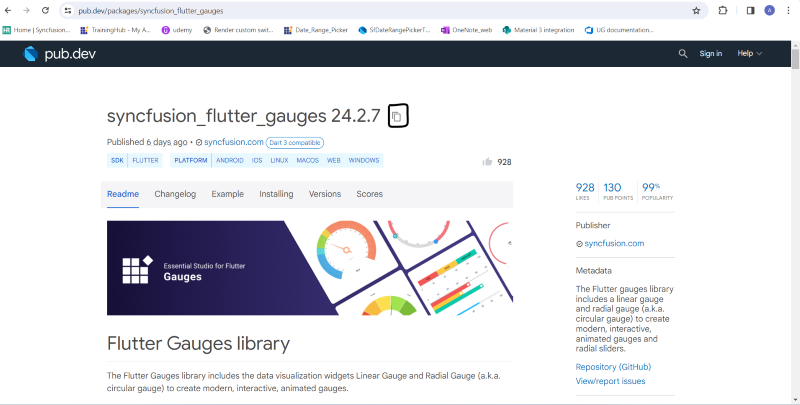 pub.dev/packages/syncfusion_flutter_gauges
A
Home | Syncfusion...
TrainingHub - My A...
udemy
Render custom swit...
Date_Range_Picker
SfDateRangePickerT...
OneNote_web
Material 3 integration
UG documentation...
pub.dev
Sign in
Help
syncfusion_flutter_gauges 24.2.7
Published 6 days ago • syncfusion.com Dart 3 compatible
SDK FLUTTER PLATFORM ANDROID IOS LINUX MACOS WEB WINDOWS
928
Readme Changelog Example Installing Versions Scores
Essential Studio for Flutter
Gauges
Flutter Gauges library
The Flutter Gauges library includes the data visualization widgets Linear Gauge and Radial Gauge (a.k.a.
circular gauge) to create modern, interactive, animated gauges.
928 130 99%
LIKES PUB POINTS POPULARITY
Publisher
syncfusion.com
Metadata
The Flutter gauges library
includes a linear gauge
and radial gauge (a.k.a.
circular gauge) to create
modern, interactive,
animated gauges and
radial sliders.
Repository (GitHub)
View/report issues